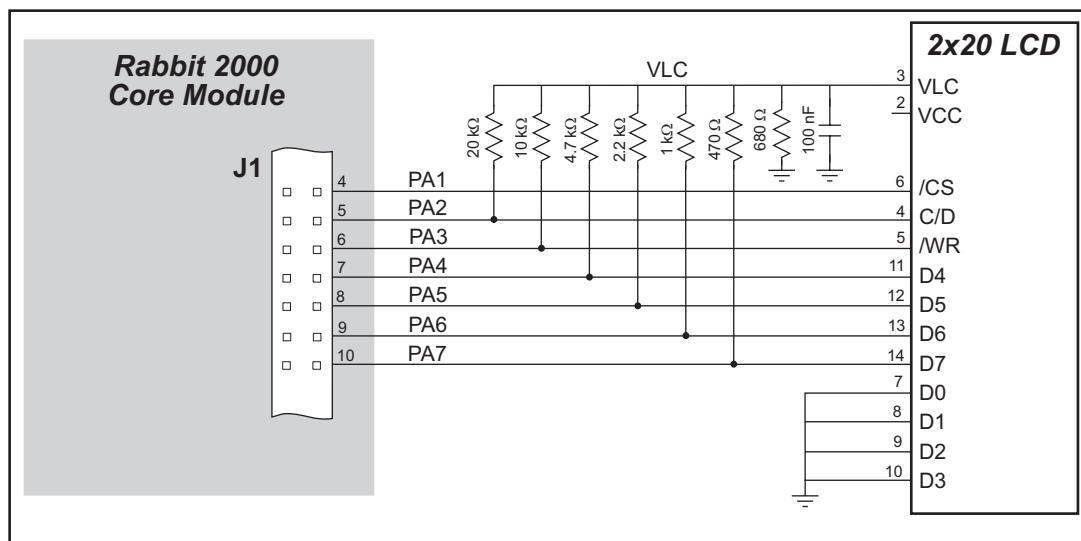 Rabbit 2000
Core Module
2x20 LCD
VLC
3 VLC
2 VCC
20 kΩ
10 kΩ
4.7 kΩ
2.2 kΩ
1 kΩ
470 Ω
680 Ω
100 nF
J1
4 PA1 6 /CS
5 PA2 4 C/D
6 PA3 5 /WR
7 PA4 11 D4
8 PA5 12 D5
9 PA6 13 D6
10 PA7 14 D7
7 D0
8 D1
9 D2
10 D3